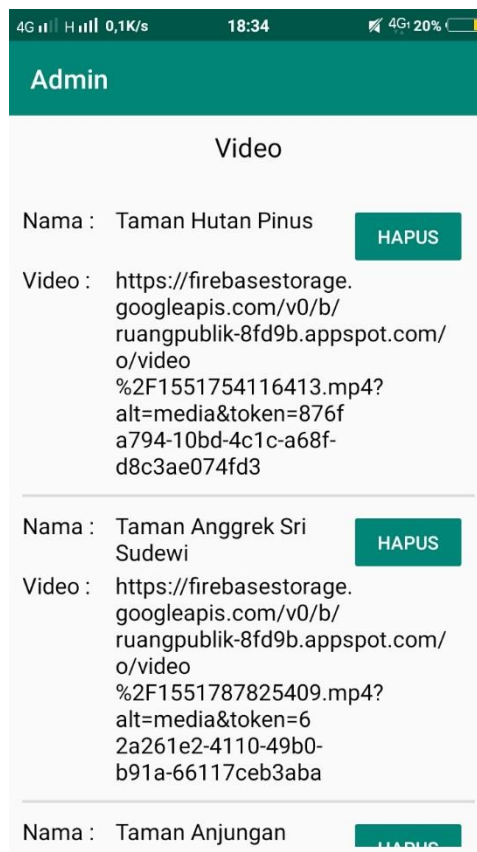 4G H 0,1K/s 18:34 4G1 20%
Admin
Video
Nama : Taman Hutan Pinus HAPUS
Video : https://firebasestorage.
googleapis.com/v0/b/
ruangpublik-8fd9b.appspot.com/
o/video
%2F1551754116413.mp4?
alt=media&token=876f
a794-10bd-4c1c-a68f-
d8c3ae074fd3
Nama : Taman Anggrek Sri HAPUS
Sudewi
Video : https://firebasestorage.
googleapis.com/v0/b/
ruangpublik-8fd9b.appspot.com/
o/video
%2F1551787825409.mp4?
alt=media&token=6
2a261e2-4110-49b0-
b91a-66117ceb3aba
Nama : Taman Anjungan HAPUS